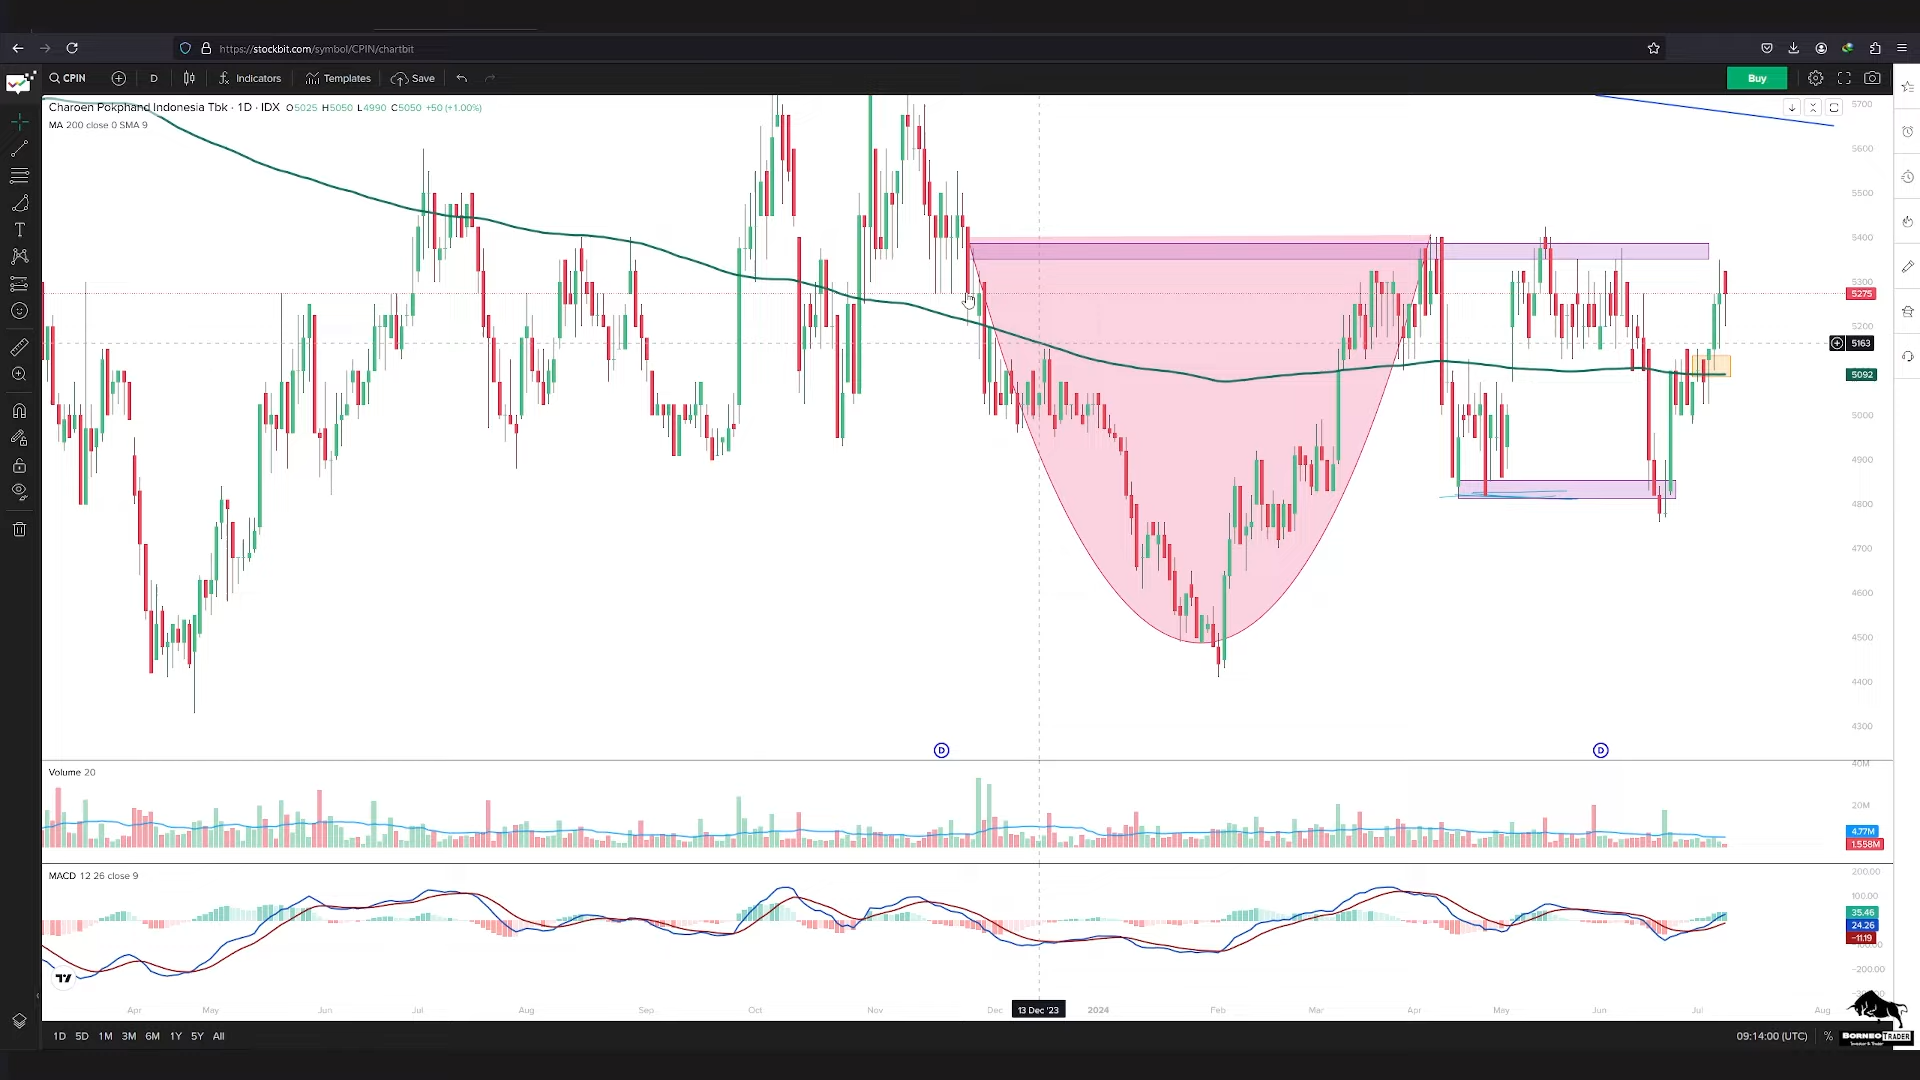 https://stockbit.com/symbol/CPIN/chartbit
CPIN D Indicators Templates Save Buy
Charoen Pokphand Indonesia Tbk · 1D · IDX O5025 H5050 L4990 C5050 +50 (+1.00%)
MA 200 close 0 SMA 9
5700
5600
5500
5400
5300
5275
5200
5163
5092
5000
4900
4800
4700
4600
4500
4400
4300
D D
Volume 20
40M
20M
4.77M
1.558M
MACD 12 26 close 9
200.00
100.00
35.46
24.26
-11.19
-200.00
Apr May Jun Jul Aug Sep Oct Nov Dec 13 Dec '23 2024 Feb Mar Apr May Jun Jul Aug
1D 5D 1M 3M 6M 1Y 5Y All 09:14:00 (UTC) %
BORNEO TRADER